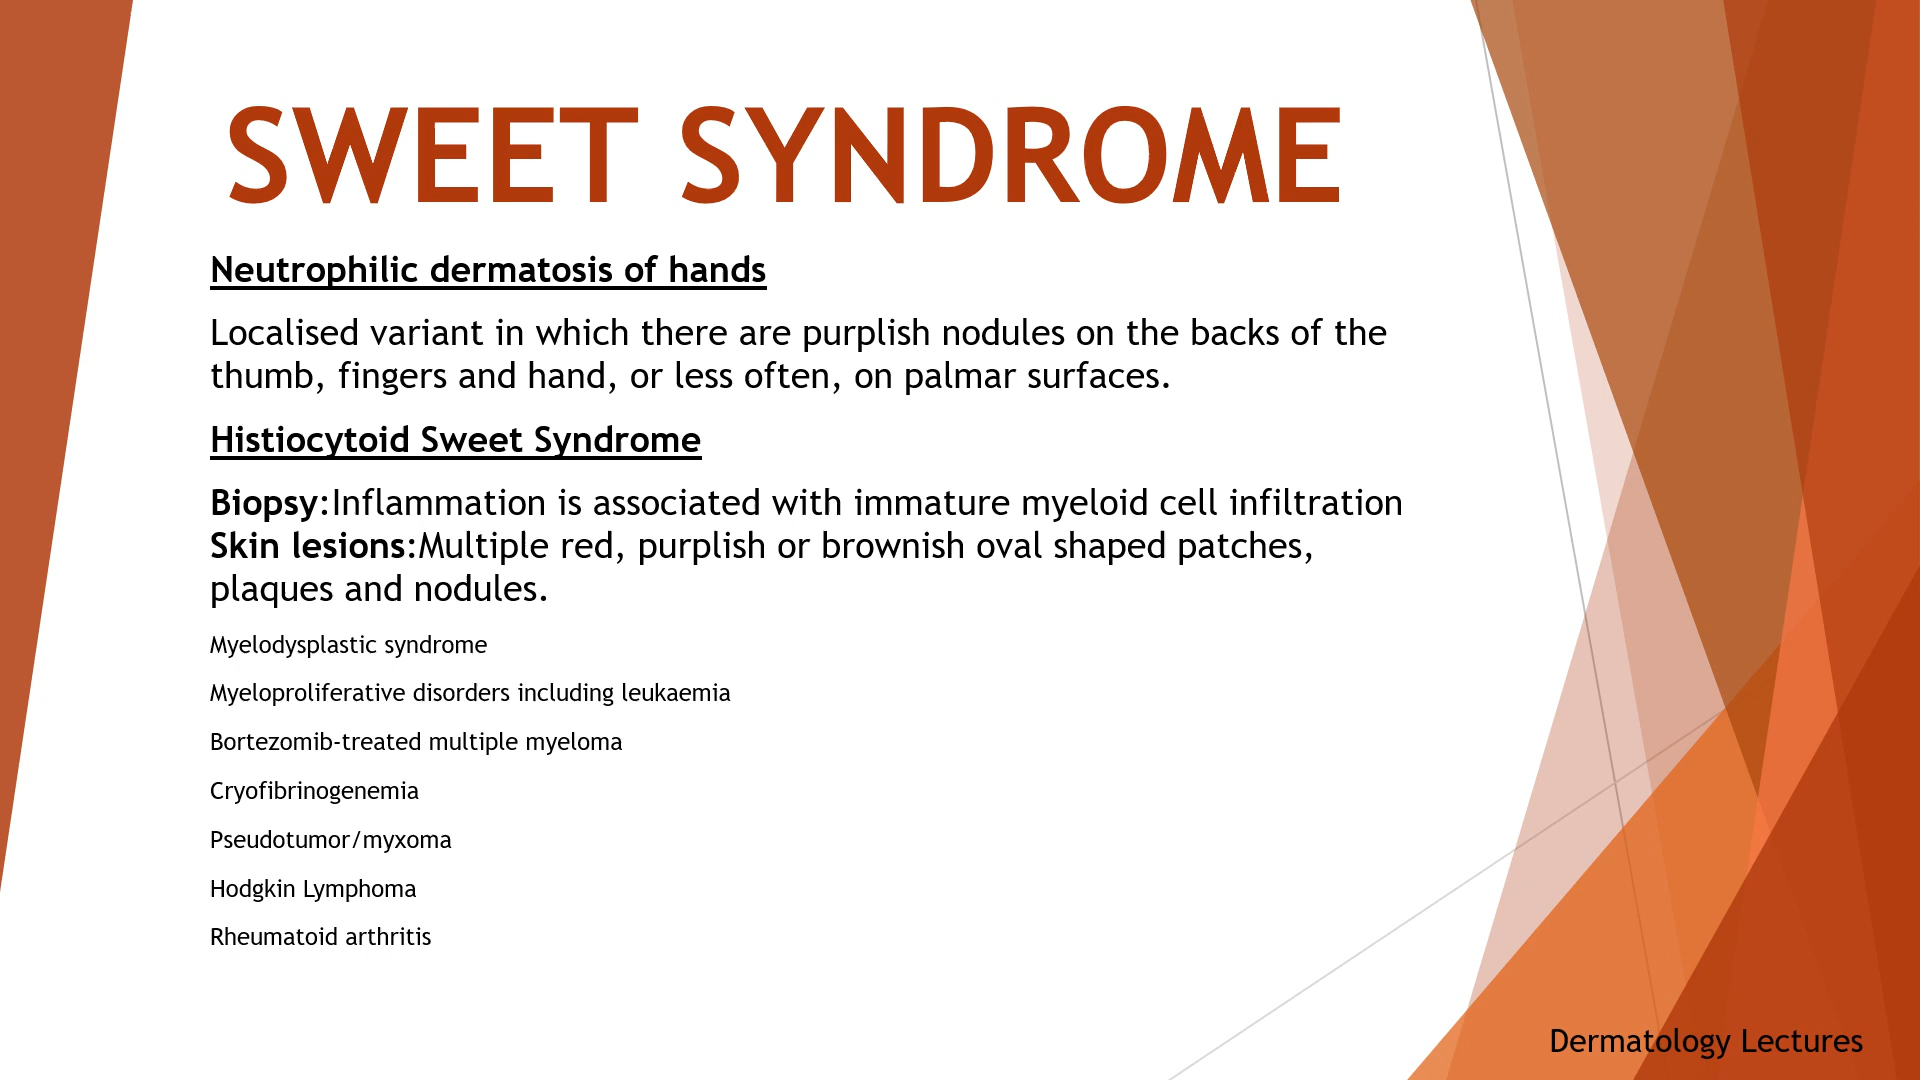 SWEET SYNDROME
Neutrophilic dermatosis of hands
Localised variant in which there are purplish nodules on the backs of the
thumb, fingers and hand, or less often, on palmar surfaces.
Histiocytoid Sweet Syndrome
Biopsy:Inflammation is associated with immature myeloid cell infiltration
Skin lesions:Multiple red, purplish or brownish oval shaped patches,
plaques and nodules.
Myelodysplastic syndrome
Myeloproliferative disorders including leukaemia
Bortezomib-treated multiple myeloma
Cryofibrinogenemia
Pseudotumor/myxoma
Hodgkin Lymphoma
Rheumatoid arthritis
Dermatology Lectures